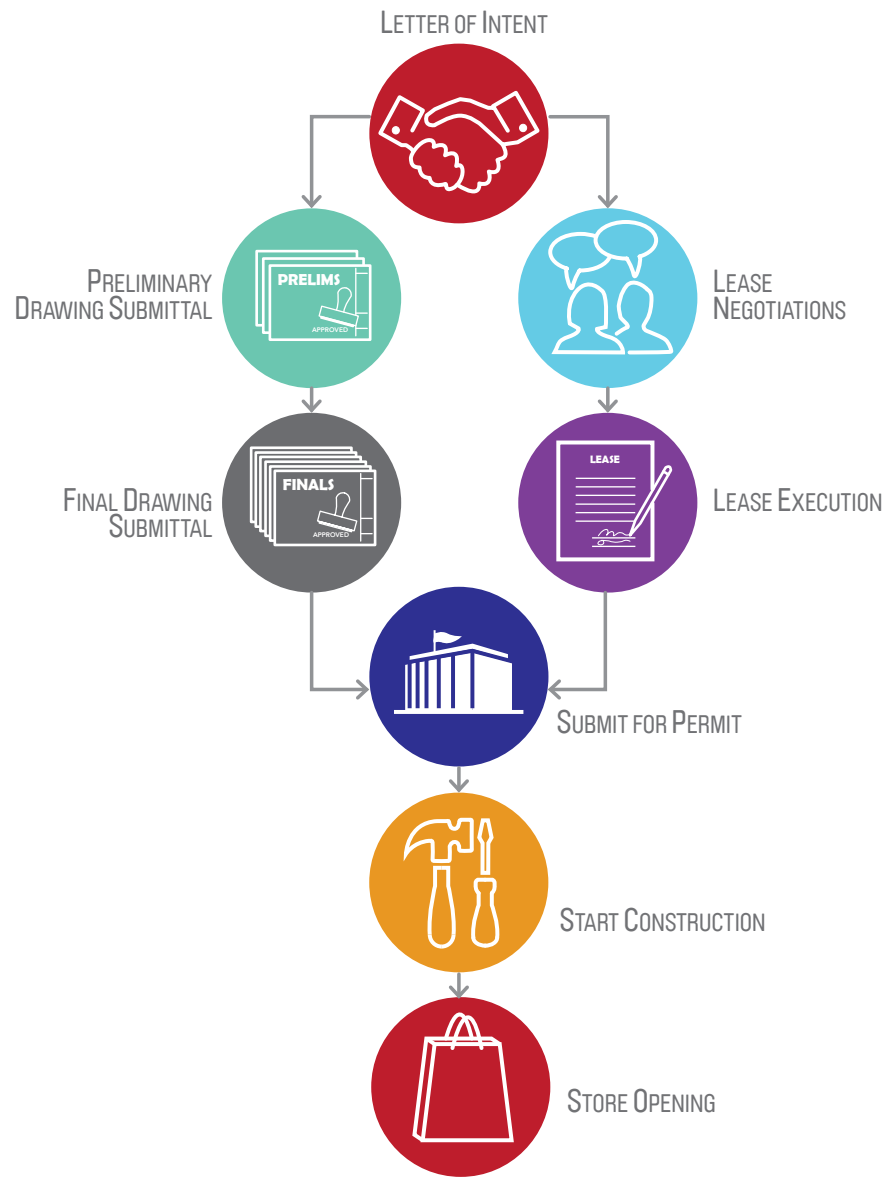 Letter of Intent
Preliminary
Drawing Submittal
PRELIMS
APPROVED
Lease
Negotiations
Final Drawing
Submittal
FINALS
APPROVED
LEASE
Lease Execution
Submit for Permit
Start Construction
Store Opening